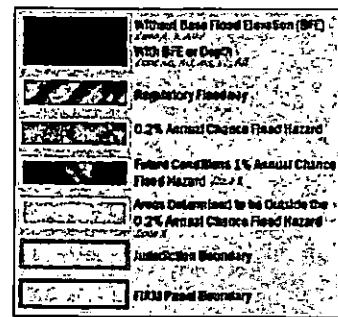 Without Base Flood Elevation (BFE)
With BFE or Depth
Regulatory Floodway
0.2% Annual Chance Flood Hazard
Future Conditions 1% Annual Chance
Flood Hazard Zone X
Areas Determined to be Outside the
0.2% Annual Chance Flood Hazard
Zone X
Jurisdiction Boundary
FIRM Panel Boundary